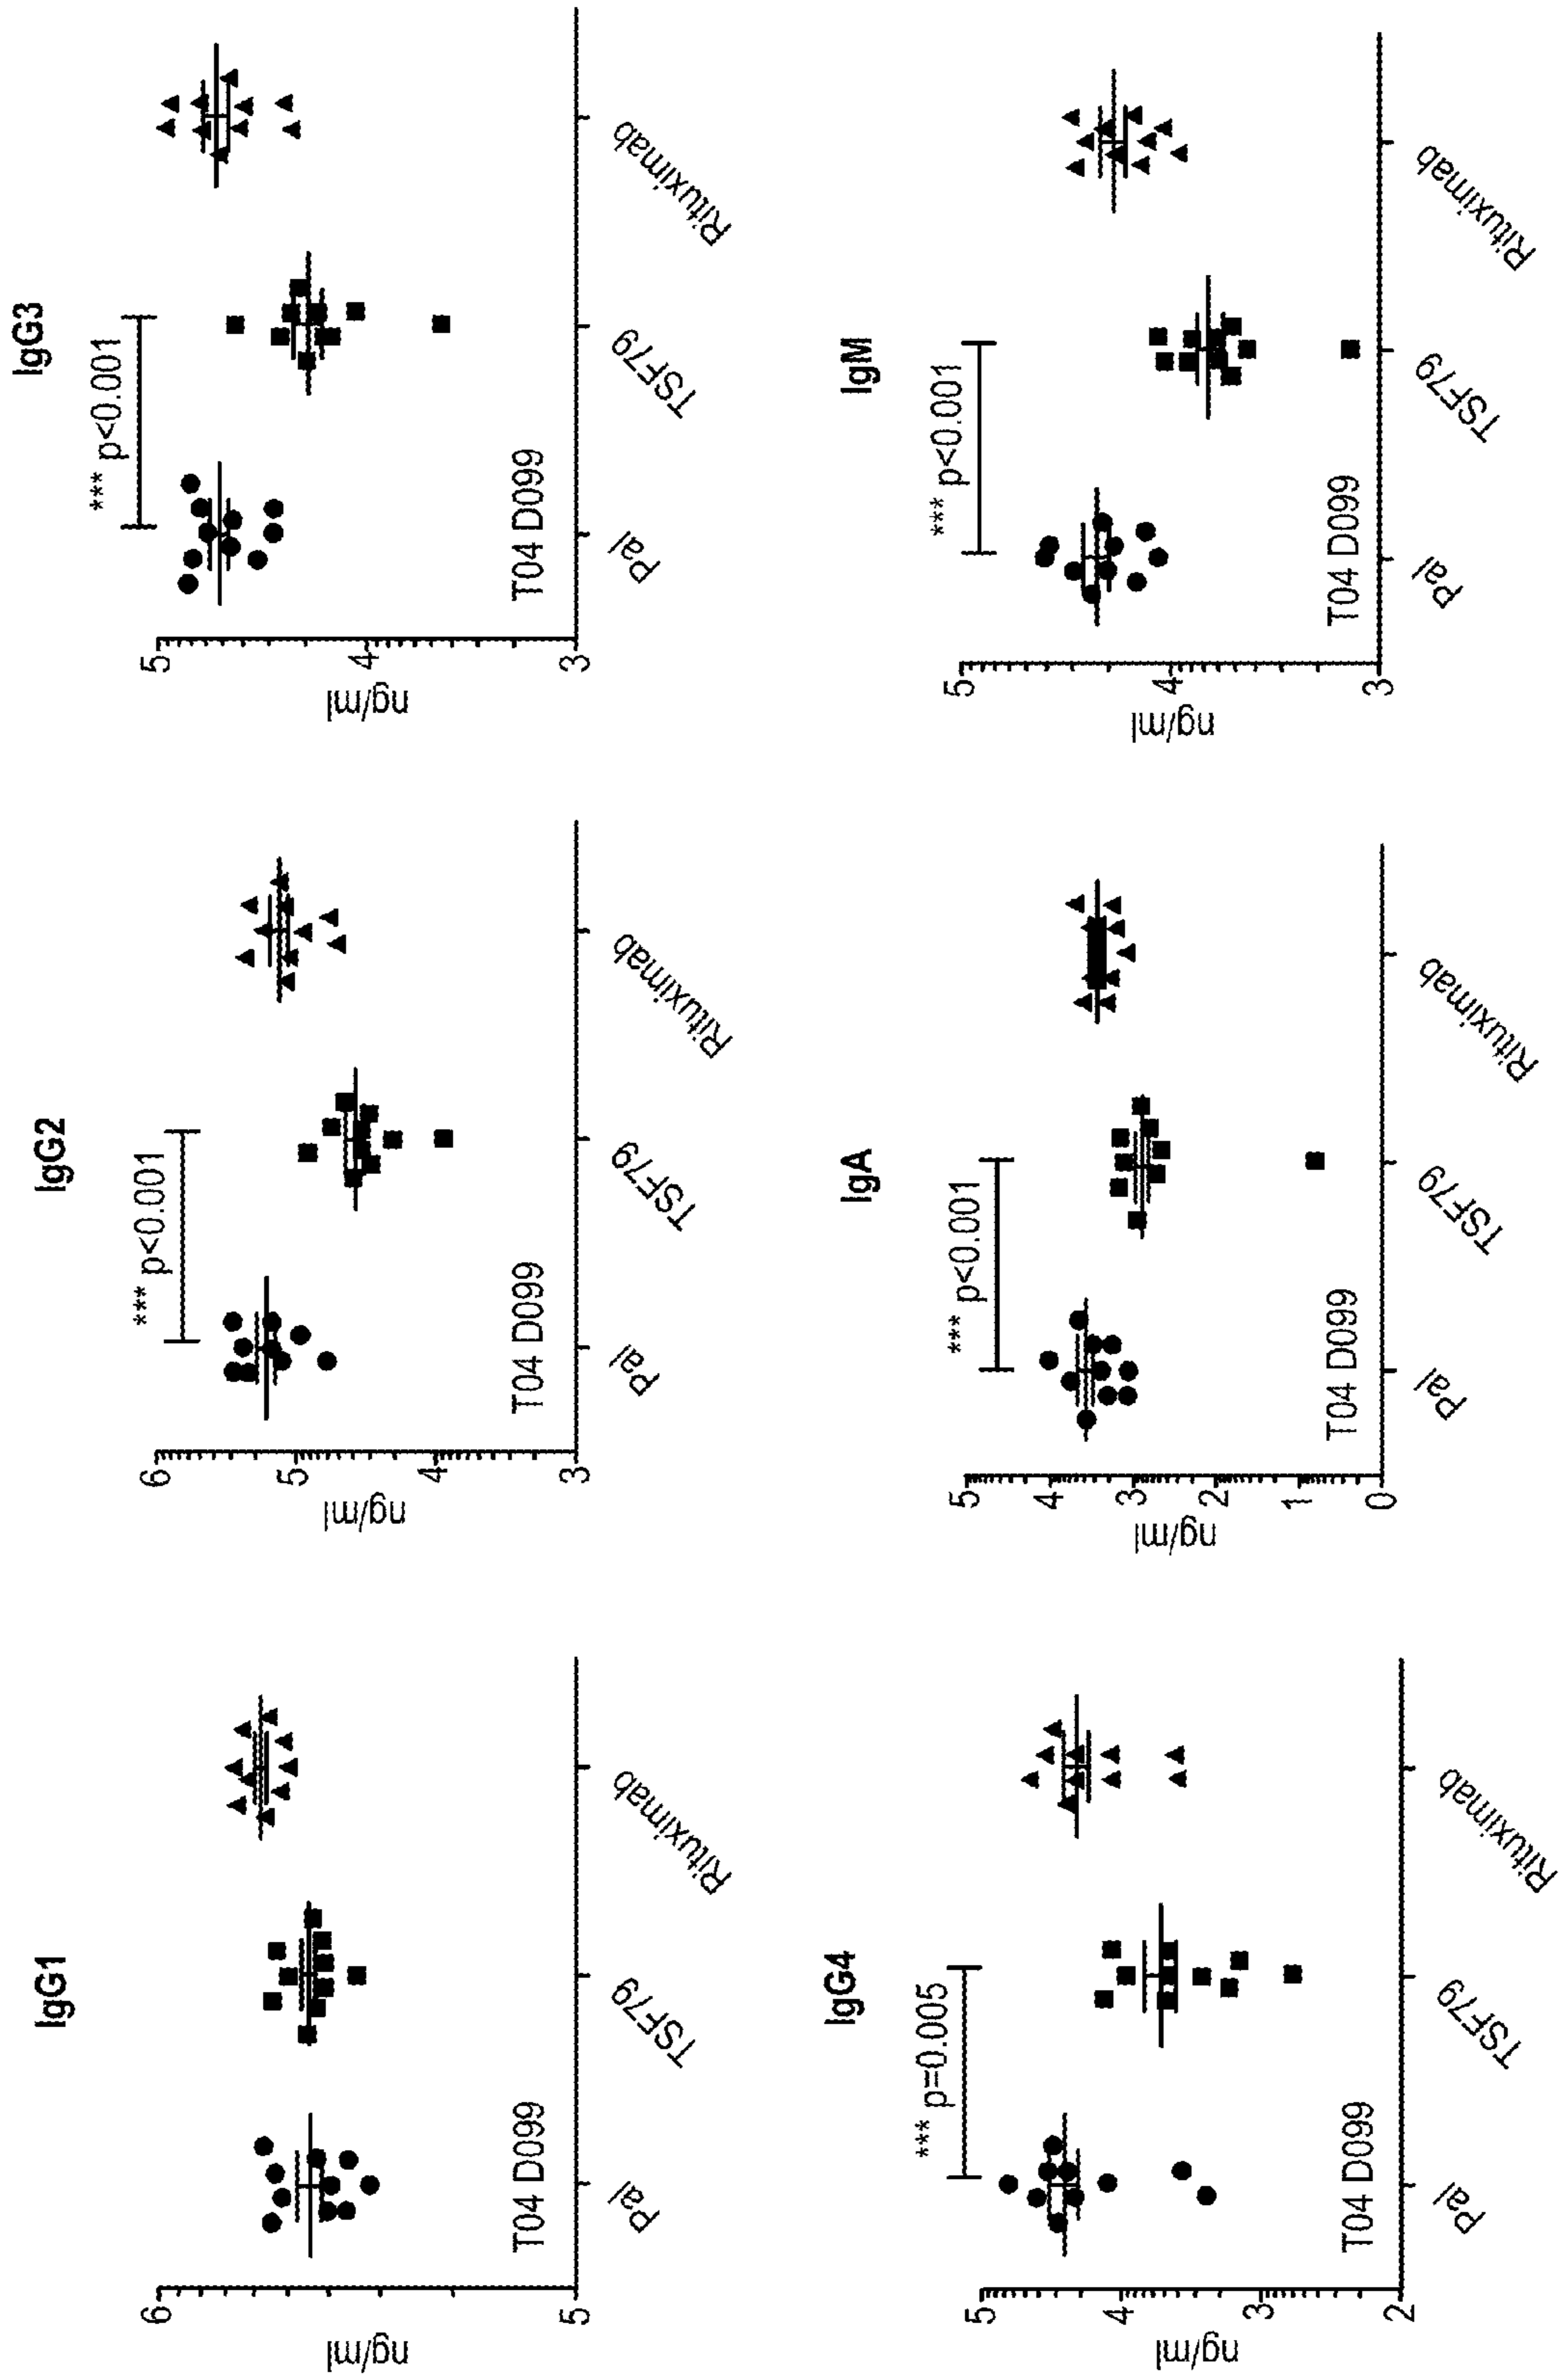 IgG1
6
5
ng/ml
T04 D099
Pal
TSF79
Rituximab
IgG2
*** p<0.001
6
5
4
3
ng/ml
T04 D099
Pal
TSF79
Rituximab
IgG3
*** p<0.001
5
4
3
ng/ml
T04 D099
Pal
TSF79
Rituximab
IgG4
*** p=0.005
5
4
3
2
ng/ml
T04 D099
Pal
TSF79
Rituximab
IgA
*** p<0.001
5
4
3
2
1
0
ng/ml
T04 D099
Pal
TSF79
Rituximab
IgM
*** p<0.001
5
4
3
ng/ml
T04 D099
Pal
TSF79
Rituximab